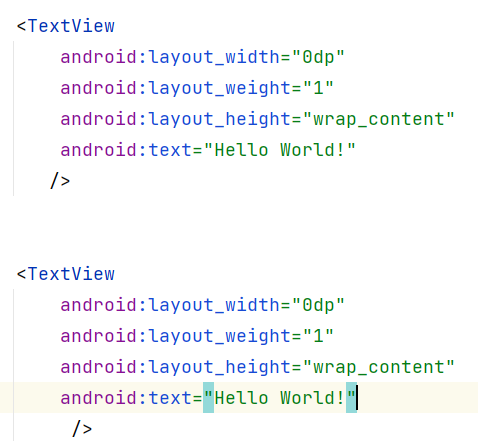 <TextView
    android:layout_width="0dp"
    android:layout_weight="1"
    android:layout_height="wrap_content"
    android:text="Hello World!"
   />
<TextView
    android:layout_width="0dp"
    android:layout_weight="1"
    android:layout_height="wrap_content"
    android:text="Hello World!"
     />